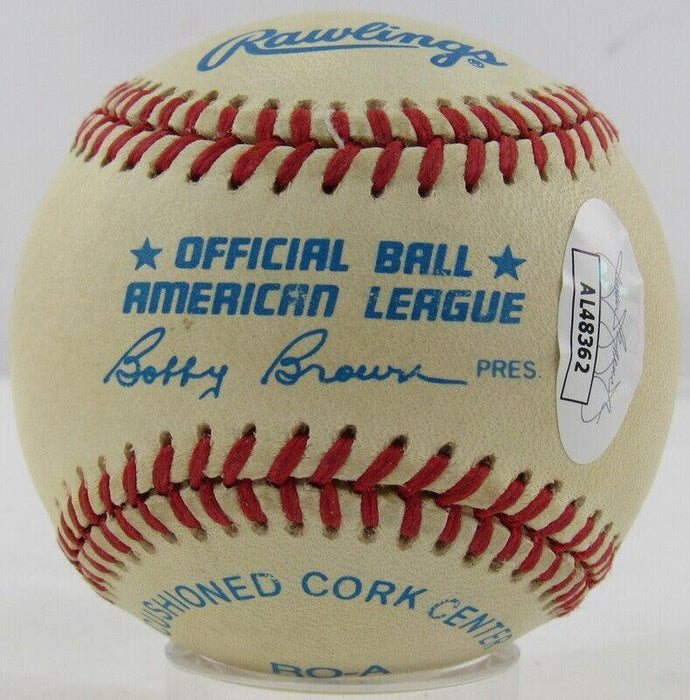 Rawlings®
★ OFFICIAL BALL ★
AMERICAN LEAGUE
Bobby Brown PRES.
AL48362
CUSHIONED CORK CENTER
RO-A